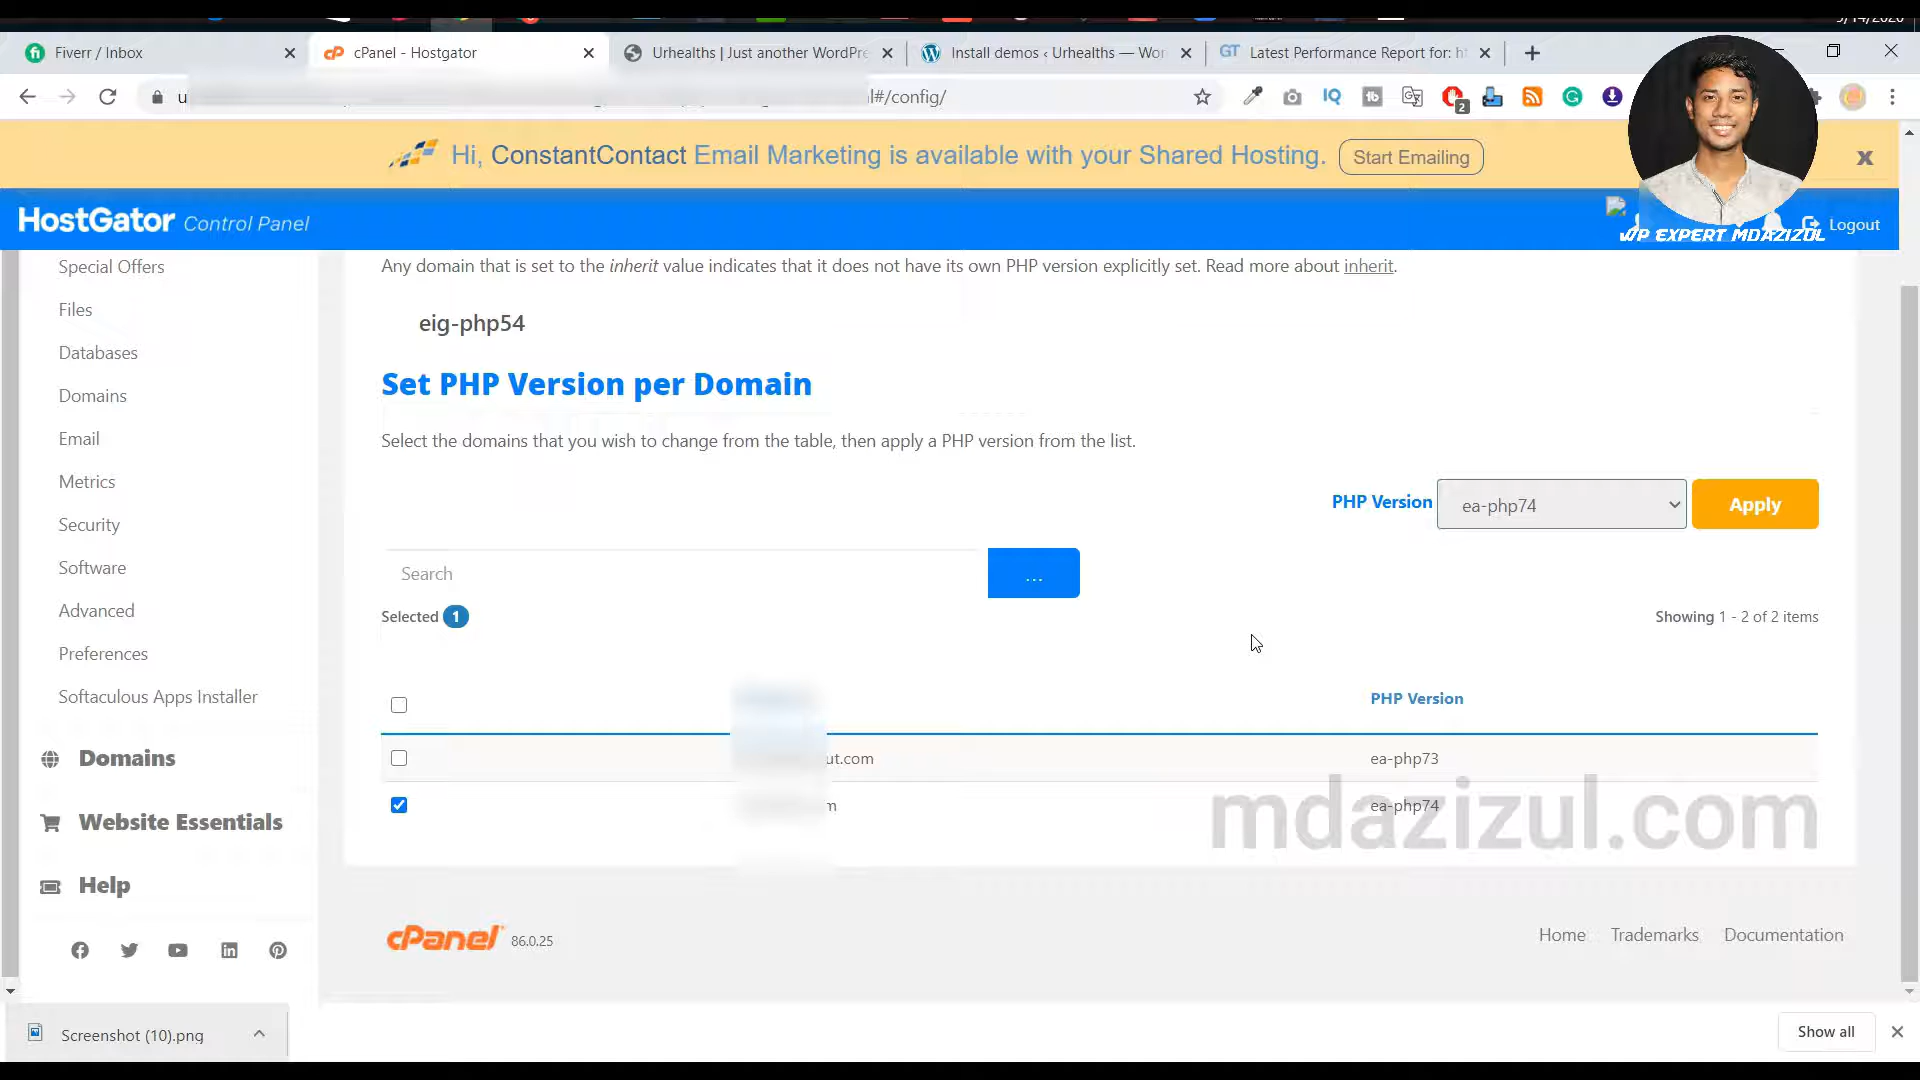 Fiverr / Inbox
cPanel - Hostgator
Urhealths | Just another WordPre
Install demos ‹ Urhealths — Wor
GT Latest Performance Report for: ht
u l#/config/
IQ
2
Hi, ConstantContact Email Marketing is available with your Shared Hosting. Start Emailing x
HostGator Control Panel
Logout
WP EXPERT MDAZIZUL
Special Offers
Files
Databases
Domains
Email
Metrics
Security
Software
Advanced
Preferences
Softaculous Apps Installer
Domains
Website Essentials
Help
Any domain that is set to the inherit value indicates that it does not have its own PHP version explicitly set. Read more about inherit.
eig-php54
Set PHP Version per Domain
Select the domains that you wish to change from the table, then apply a PHP version from the list.
PHP Version ea-php74 Apply
Search ...
Selected 1
Showing 1 - 2 of 2 items
PHP Version
ut.com ea-php73
m ea-php74
mdazizul.com
cPanel 86.0.25
Home Trademarks Documentation
Screenshot (10).png
Show all